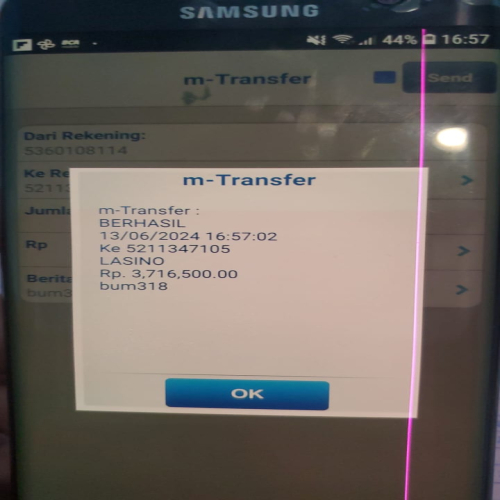 SAMSUNG
BCA
44% 16:57
m-Transfer
Send
Dari Rekening:
5360108114
Ke Re
5211
Jumla
Rp
Berita
bum3
m-Transfer
m-Transfer :
BERHASIL
13/06/2024 16:57:02
Ke 5211347105
LASINO
Rp. 3,716,500.00
bum318
OK